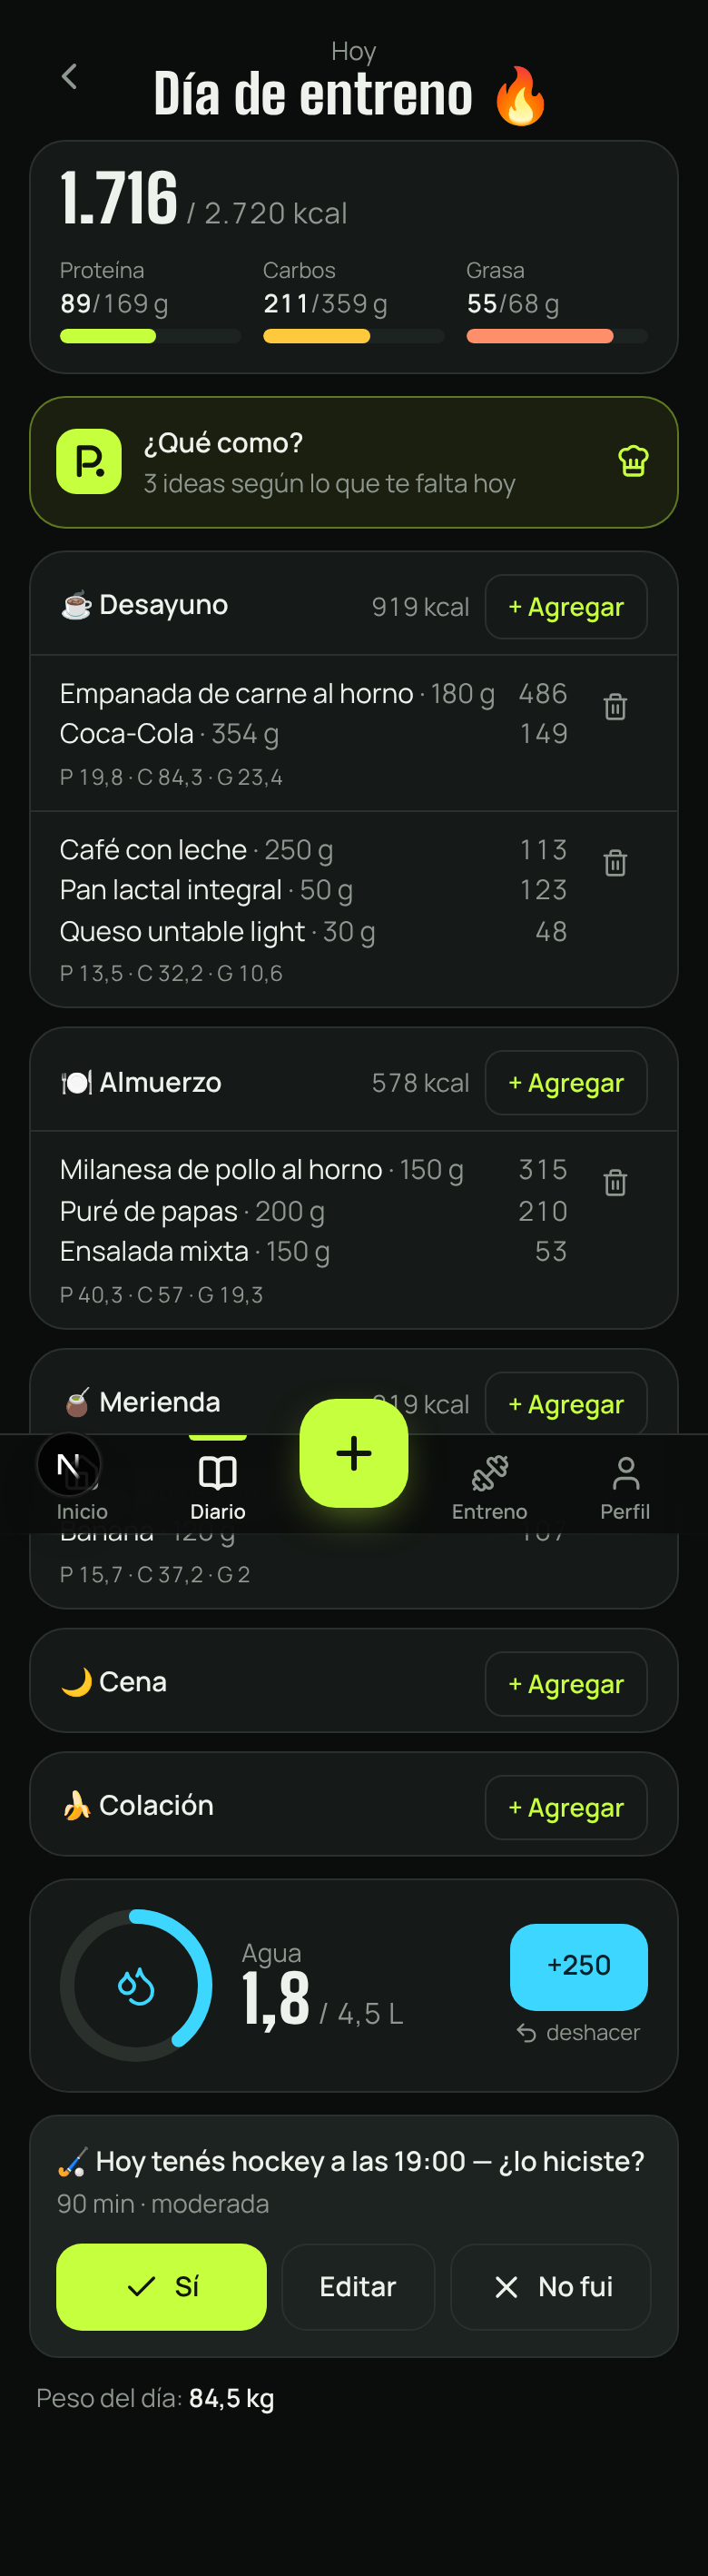 Hoy
Día de entreno 🔥
1.716 / 2.720 kcal
Proteína Carbos Grasa
89/169 g 211/359 g 55/68 g
P.
¿Qué como?
3 ideas según lo que te falta hoy
☕ Desayuno 919 kcal + Agregar
Empanada de carne al horno · 180 g 486
Coca-Cola · 354 g 149
P 19,8 · C 84,3 · G 23,4
Café con leche · 250 g 113
Pan lactal integral · 50 g 123
Queso untable light · 30 g 48
P 13,5 · C 32,2 · G 10,6
🍽️ Almuerzo 578 kcal + Agregar
Milanesa de pollo al horno · 150 g 315
Puré de papas · 200 g 210
Ensalada mixta · 150 g 53
P 40,3 · C 57 · G 19,3
🧉 Merienda kcal + Agregar
N
Inicio Diario + Entreno Perfil
Banana · 120 g
P 15,7 · C 37,2 · G 2
🌙 Cena + Agregar
🍌 Colación + Agregar
Agua
1,8 / 4,5 L
+250
deshacer
🏑 Hoy tenés hockey a las 19:00 — ¿lo hiciste?
90 min · moderada
Sí Editar No fui
Peso del día: 84,5 kg